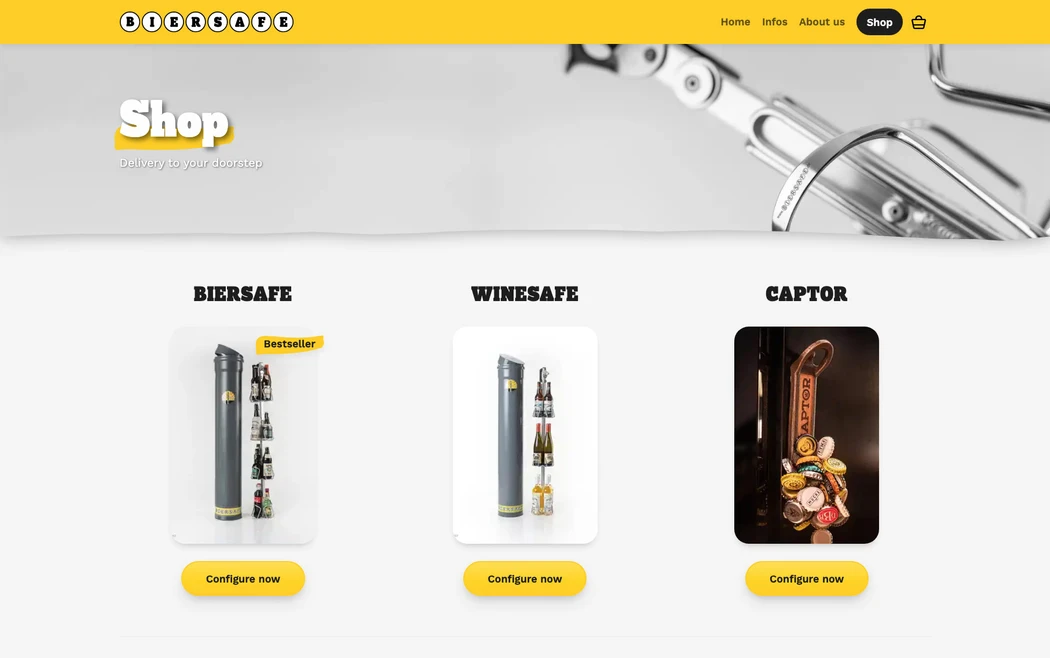 BIERSAFE
Home Infos About us Shop
Shop
Delivery to your doorstep
BIERSAFE
BIERSAFE WINESAFE CAPTOR
Bestseller
CAPTOR
Configure now Configure now Configure now